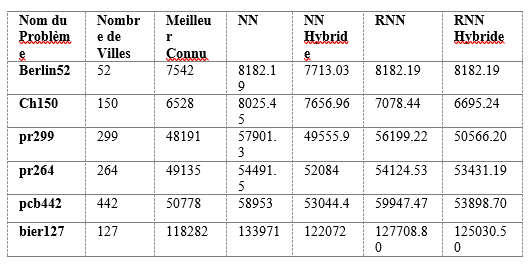 Nom du Problème Nombre de Villes Meilleur Connu NN NN Hybride RNN RNN Hybride
Berlin52 52 7542 8182.19 7713.03 8182.19 8182.19
Ch150 150 6528 8025.45 7656.96 7078.44 6695.24
pr299 299 48191 57901.3 49555.9 56199.22 50566.20
pr264 264 49135 54491.5 52084 54124.53 53431.19
pcb442 442 50778 58953 53044.4 59947.47 53898.70
bier127 127 118282 133971 122072 127708.80 125030.50